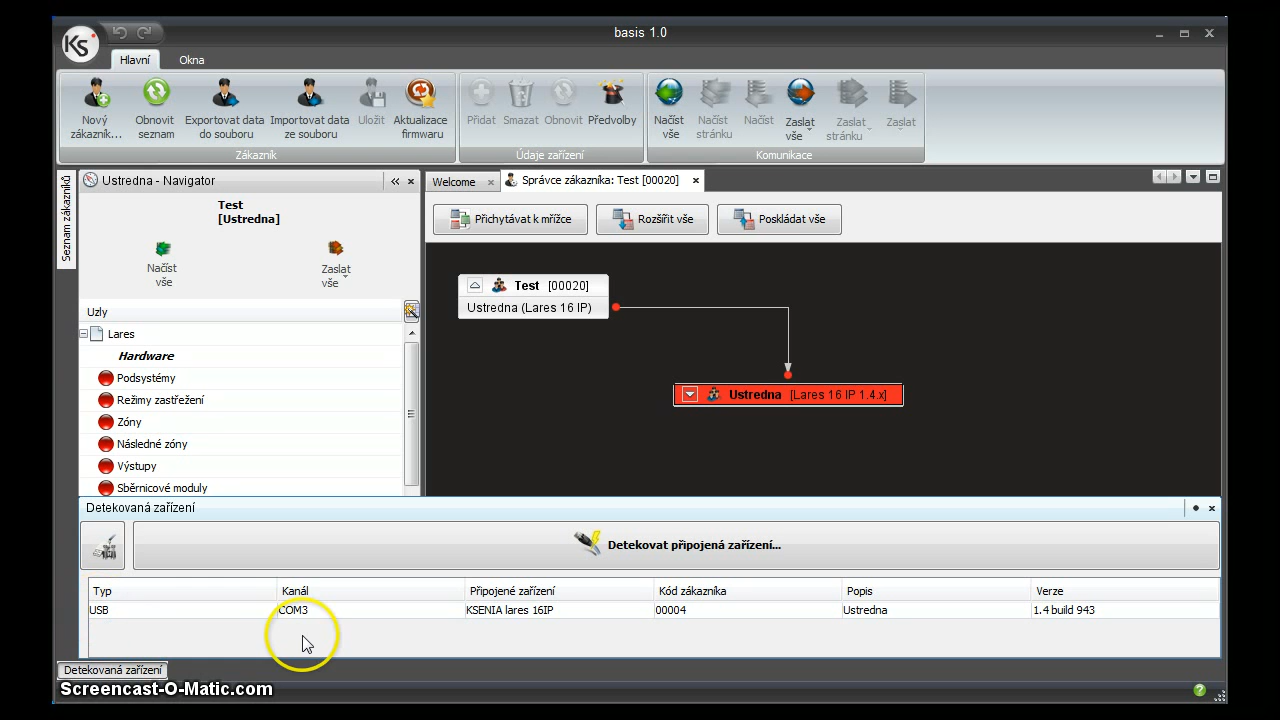 basis 1.0
KS
Hlavní
Okna
Nový
zákazník...
Obnovit
seznam
Exportovat data
do souboru
Importovat data
ze souboru
Uložit
Aktualizace
firmwaru
Přidat
Smazat
Obnovit
Předvolby
Načíst
vše
Načíst
stránku
Načíst
Zaslat
vše
Zaslat
stránku
Zaslat
Zákazník
Údaje zařízení
Komunikace
Seznam zákazníků
Ustredna - Navigator
Welcome
Správce zákazníka: Test [00020]
Test
[Ustredna]
Načíst
vše
Zaslat
vše
Přichytávat k mřížce
Rozšířit vše
Poskládat vše
Uzly
Lares
Hardware
Podsystémy
Režimy zastřežení
Zóny
Následné zóny
Výstupy
Sběrnicové moduly
Test [00020]
Ustredna (Lares 16 IP)
Ustredna [Lares 16 IP 1.4.x]
Detekovaná zařízení
Detekovat připojená zařízení...
Typ Kanál Připojené zařízení Kód zákazníka Popis Verze
USB COM3 KSENIA lares 16IP 00004 Ustredna 1.4 build 943
Detekovaná zařízení
Screencast-O-Matic.com